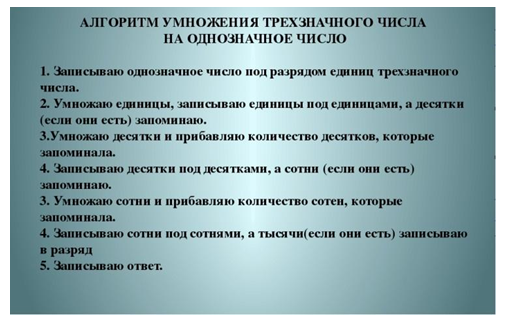 АЛГОРИТМ УМНОЖЕНИЯ ТРЕХЗНАЧНОГО ЧИСЛА
НА ОДНОЗНАЧНОЕ ЧИСЛО
1. Записываю однозначное число под разрядом единиц трехзначного
числа.
2. Умножаю единицы, записываю единицы под единицами, а десятки
(если они есть) запоминаю.
3.Умножаю десятки и прибавляю количество десятков, которые
запоминала.
4. Записываю десятки под десятками, а сотни (если они есть)
запоминаю.
3. Умножаю сотни и прибавляю количество сотен, которые
запоминала.
4. Записываю сотни под сотнями, а тысячи(если они есть) записываю
в разряд
5. Записываю ответ.